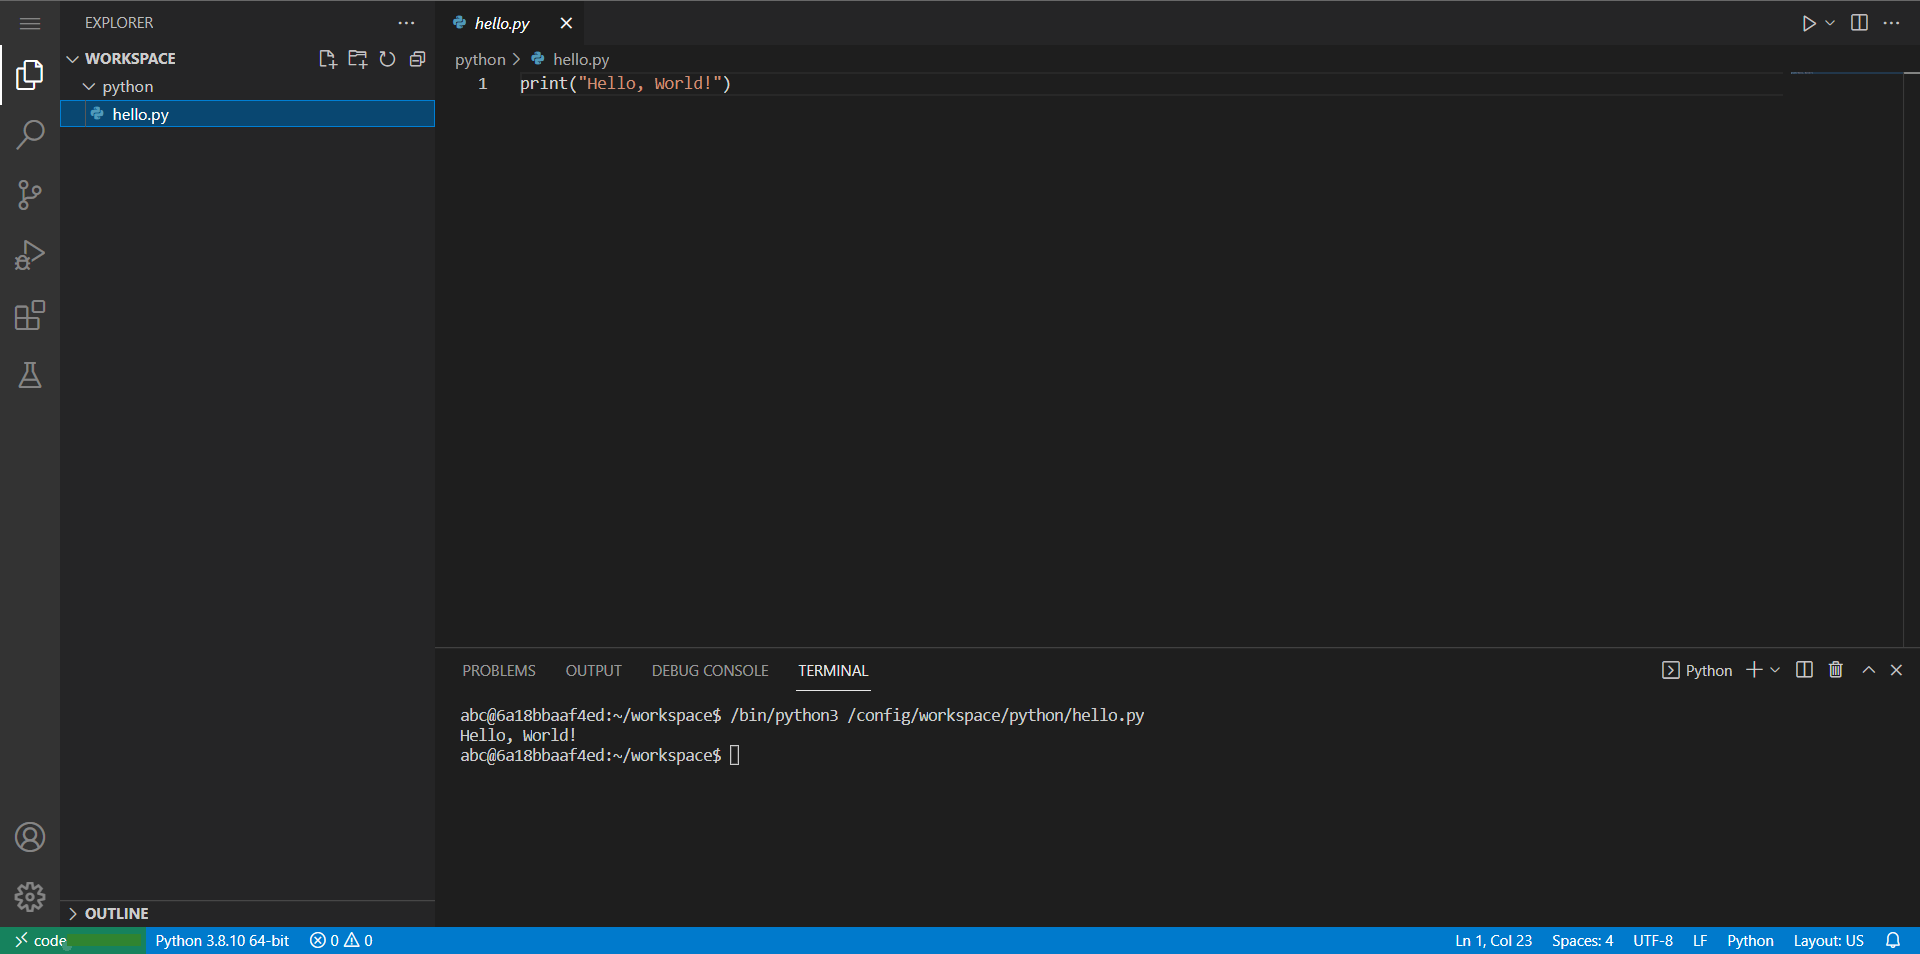 EXPLORER
WORKSPACE
python
hello.py
OUTLINE
hello.py
python > hello.py
1 print("Hello, World!")
PROBLEMS OUTPUT DEBUG CONSOLE TERMINAL
Python
abc@6a18bbaaf4ed:~/workspace$ /bin/python3 /config/workspace/python/hello.py
Hello, World!
abc@6a18bbaaf4ed:~/workspace$
code Python 3.8.10 64-bit 0 0 Ln 1, Col 23 Spaces: 4 UTF-8 LF Python Layout: US